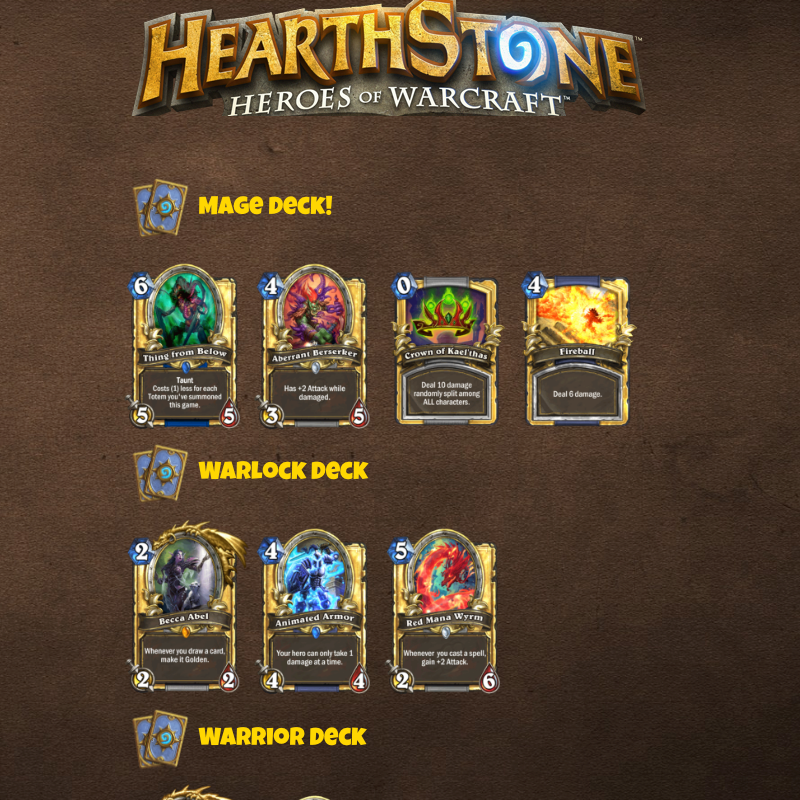 HEARTHSTONE™
HEROES OF WARCRAFT™
MAGE DECK!
6
4
0
4
Thing from Below
Aberrant Berserker
Crown of Kael'thas
Fireball
Taunt
Costs (1) less for each
Totem you've summoned
this game.
Has +2 Attack while
damaged.
Deal 10 damage
randomly split among
ALL characters.
Deal 6 damage.
5
5
3
5
WARLOCK DECK
2
4
5
Becca Abel
Animated Armor
Red Mana Wyrm
Whenever you draw a card,
make it Golden.
Your hero can only take 1
damage at a time.
Whenever you cast a spell,
gain +2 Attack.
2
2
4
4
2
6
WARRIOR DECK